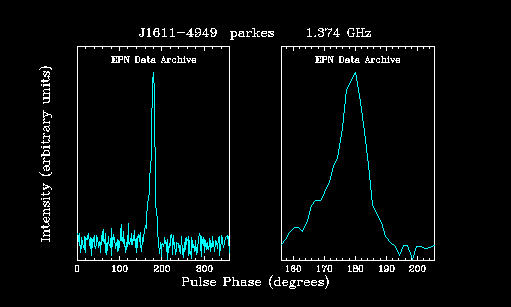 J1611-4949 parkes 1.374 GHz
EPN Data Archive
EPN Data Archive
Intensity (arbitrary units)
0 100 200 300
160 170 180 190 200
Pulse Phase (degrees)